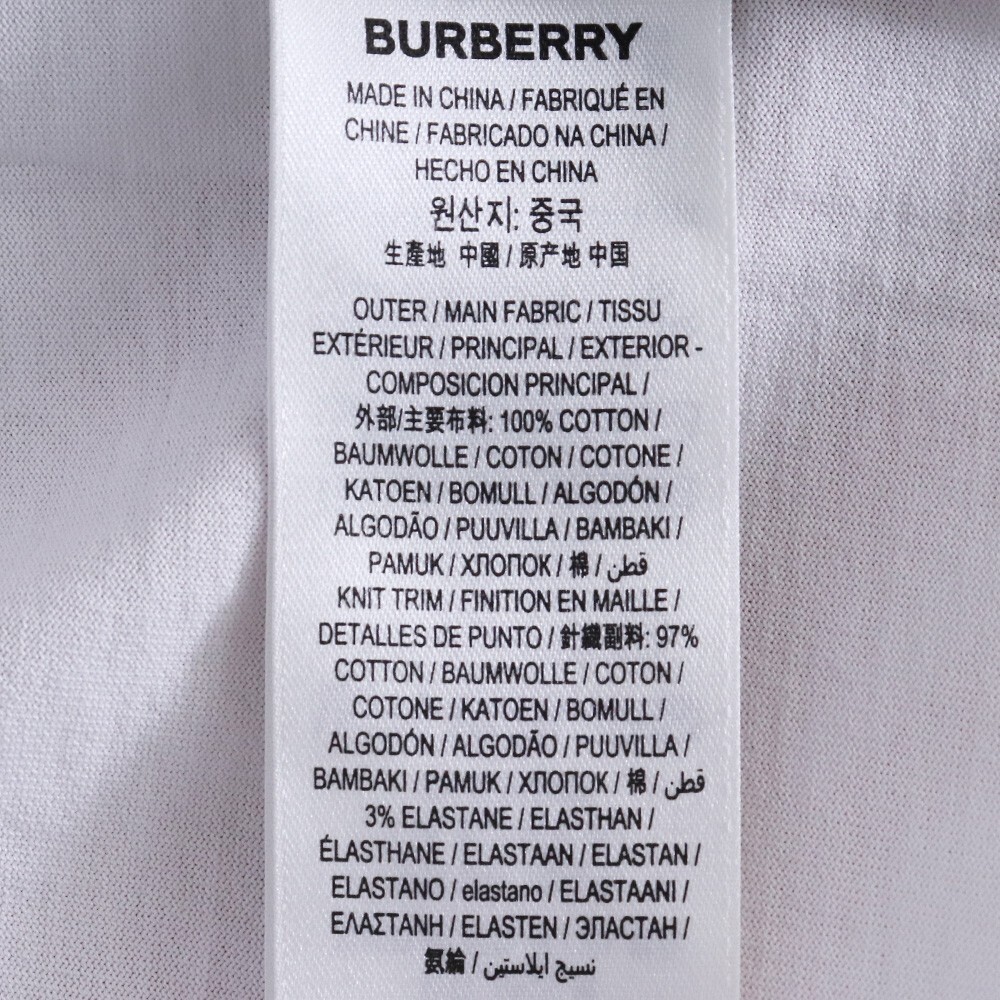 BURBERRY
MADE IN CHINA / FABRIQUÉ EN
CHINE / FABRICADO NA CHINA /
HECHO EN CHINA
원산지: 중국
生產地 中國 / 原产地 中国
OUTER / MAIN FABRIC / TISSU
EXTÉRIEUR / PRINCIPAL / EXTERIOR -
COMPOSICION PRINCIPAL /
外部/主要布料: 100% COTTON /
BAUMWOLLE / COTON / COTONE /
KATOEN / BOMULL / ALGODÓN /
ALGODÃO / PUUVILLA / BAMBAKI /
PAMUK / ХЛОПОК / 棉 / قطن
KNIT TRIM / FINITION EN MAILLE /
DETALLES DE PUNTO / 針織副料: 97%
COTTON / BAUMWOLLE / COTON /
COTONE / KATOEN / BOMULL /
ALGODÓN / ALGODÃO / PUUVILLA /
BAMBAKI / PAMUK / ХЛОПОК / 棉 / قطن
3% ELASTANE / ELASTHAN /
ÉLASTHANE / ELASTAAN / ELASTAN /
ELASTANO / elastano / ELASTAANI /
ΕΛΑΣΤΑΝΗ / ELASTEN / ЭПАСТАН /
氨綸 / نسيج ايلاستين